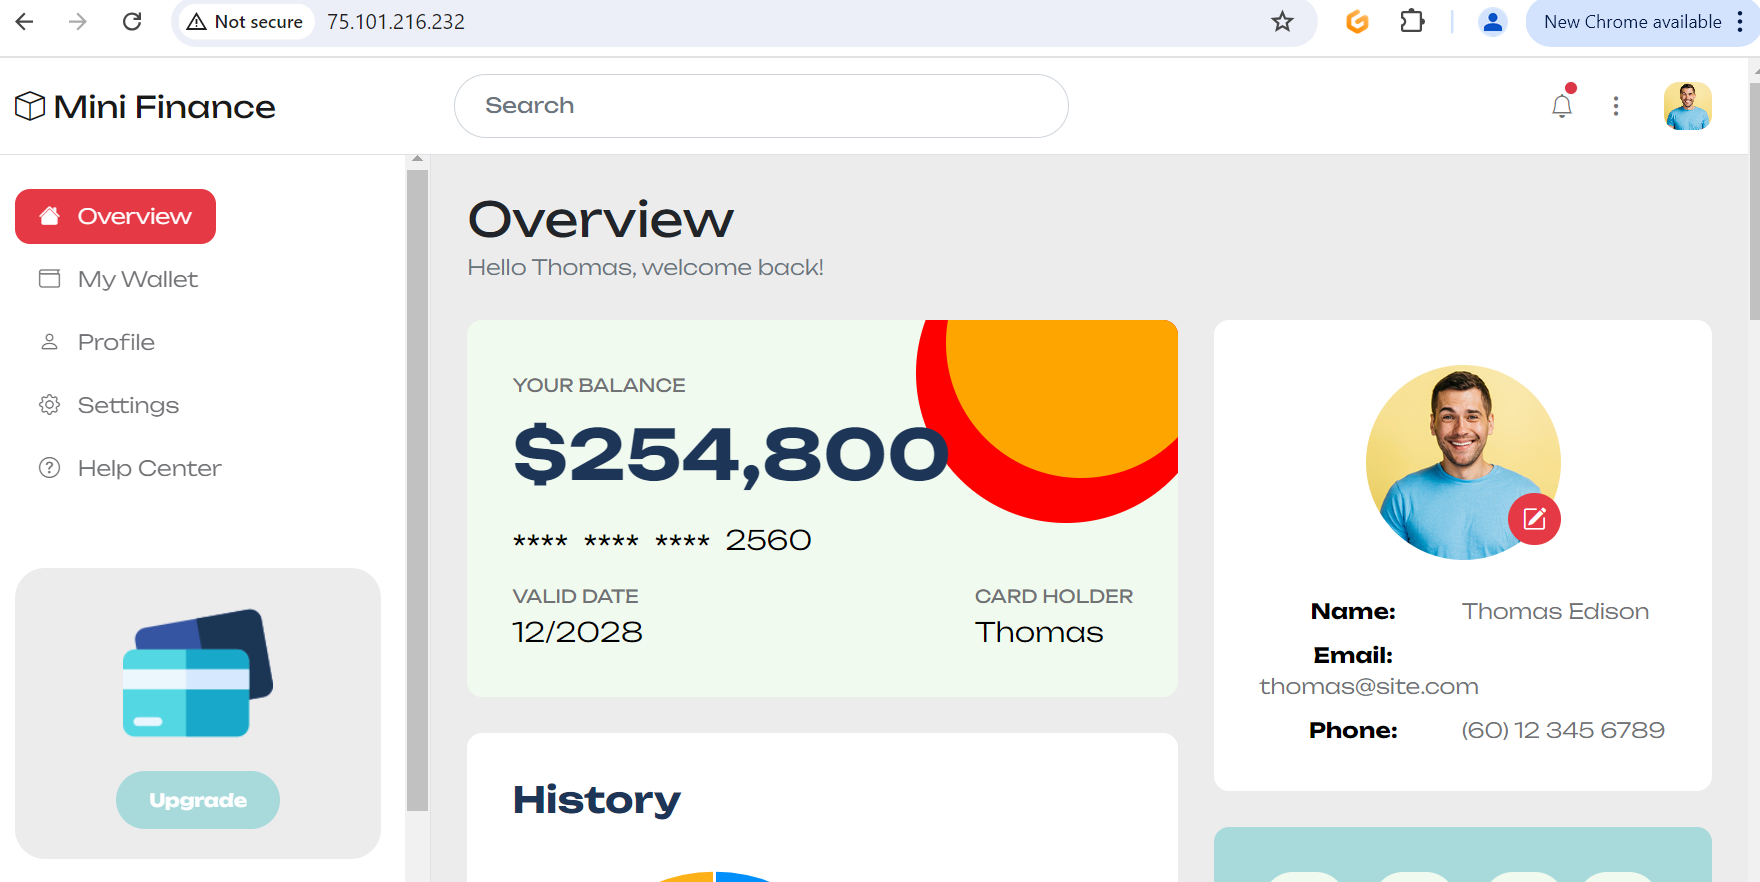 Not secure 75.101.216.232 New Chrome available
Mini Finance
Search
Overview
My Wallet
Profile
Settings
Help Center
Upgrade
Overview
Hello Thomas, welcome back!
YOUR BALANCE
$254,800
**** **** **** 2560
VALID DATE
12/2028
CARD HOLDER
Thomas
History
Name: Thomas Edison
Email:
thomas@site.com
Phone: (60) 12 345 6789